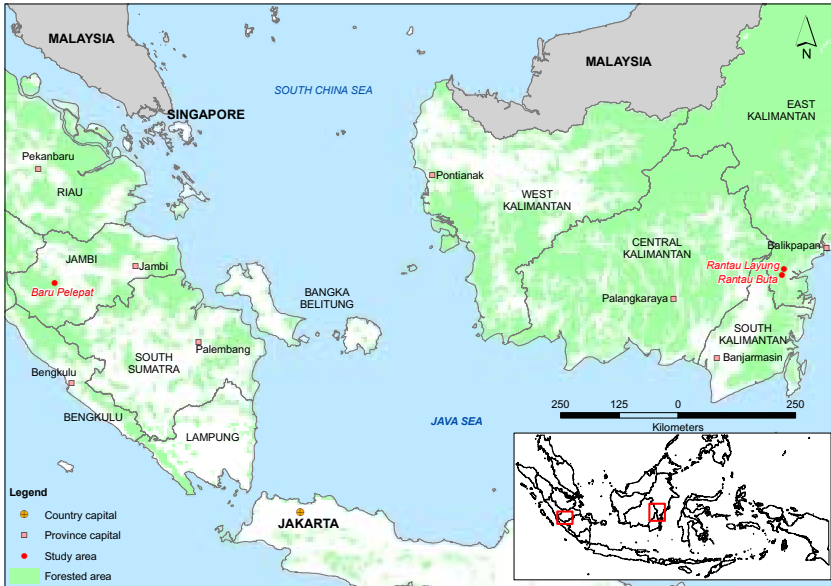 MALAYSIA
SOUTH CHINA SEA
MALAYSIA
N
SINGAPORE
EAST
KALIMANTAN
Pekanbaru
RIAU
Pontianak
WEST
KALIMANTAN
JAMBI
Jambi
Baru Pelepat
CENTRAL
KALIMANTAN
Balikpapan
Rantau Layung
Rantau Buta
BANGKA
BELITUNG
Palangkaraya
SOUTH
SUMATRA
Palembang
SOUTH
KALIMANTAN
Banjarmasin
Bengkulu
BENGKULU
LAMPUNG
JAVA SEA
250 125 0 250
Kilometers
JAKARTA
Legend
Country capital
Province capital
Study area
Forested area